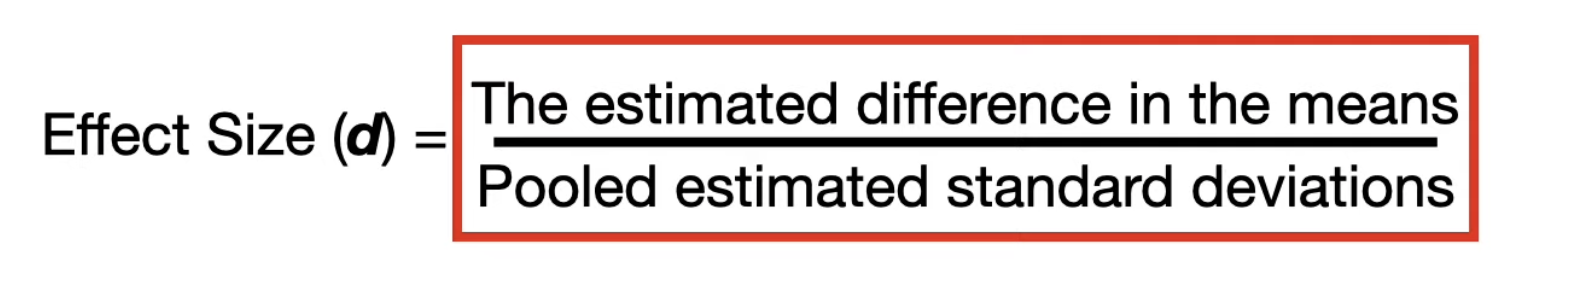 Effect Size (d) =
The estimated difference in the means
Pooled estimated standard deviations